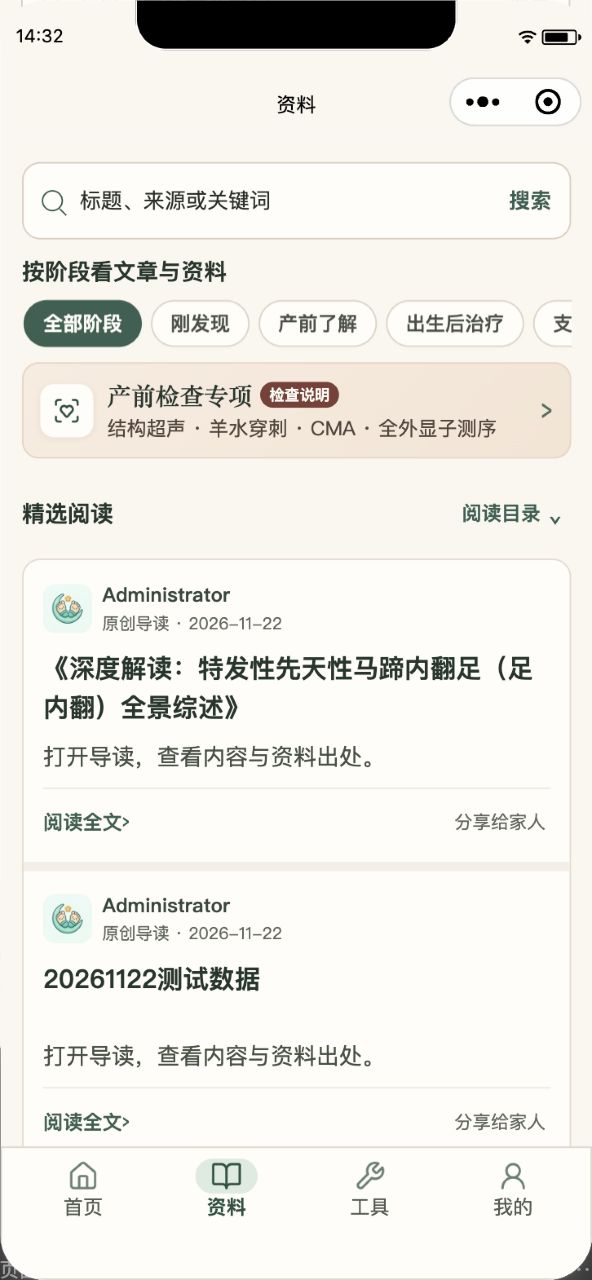 14:32
资料
标题、来源或关键词
搜索
按阶段看文章与资料
全部阶段
刚发现
产前了解
出生后治疗
支
产前检查专项
检查说明
结构超声 · 羊水穿刺 · CMA · 全外显子测序
精选阅读
阅读目录
Administrator
原创导读 · 2026-11-22
《深度解读：特发性先天性马蹄内翻足（足
内翻）全景综述》
打开导读，查看内容与资料出处。
阅读全文>
分享给家人
Administrator
原创导读 · 2026-11-22
20261122测试数据
打开导读，查看内容与资料出处。
阅读全文>
分享给家人
首页
资料
工具
我的